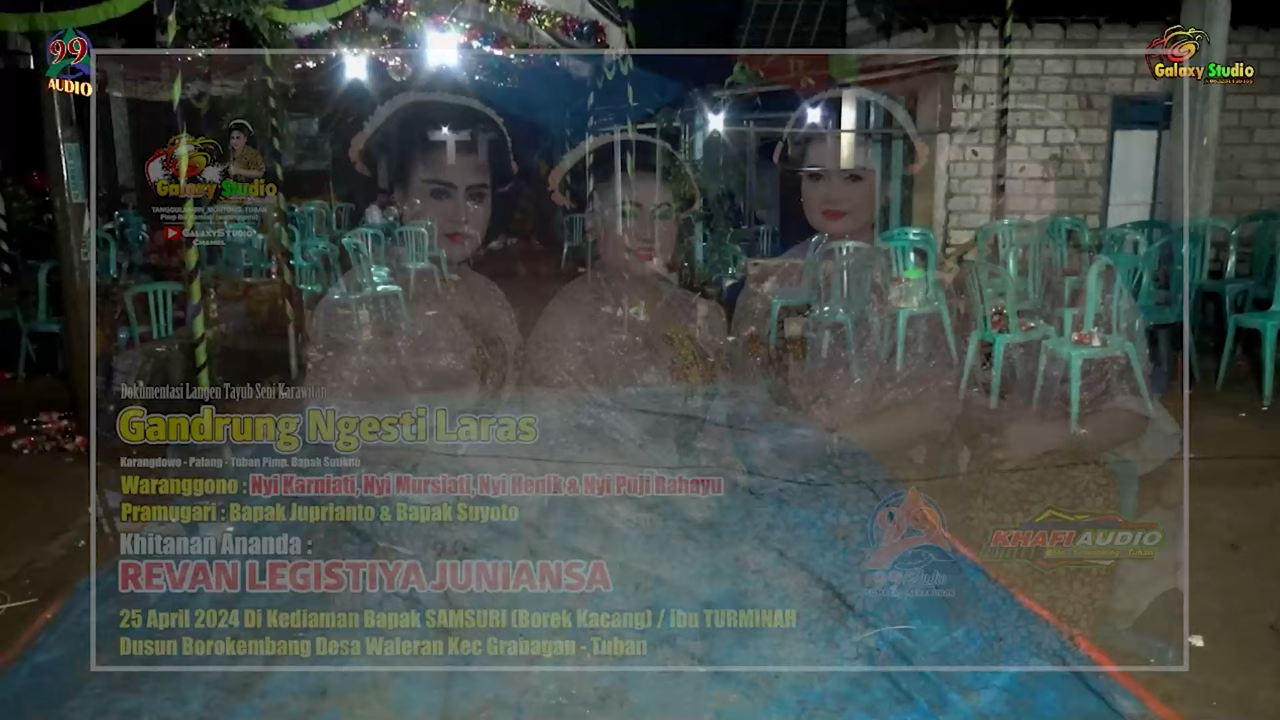 99
AUDIO
Galaxy Studio
Galaxy Studio
GALAXYSTUDIO
CHANEL
Dokumentasi Langen Tayub Seni Karawitan
Gandrung Ngesti Laras
Karangdowo - Palang - Tuban Pimp. Bapak Sutikno
Waranggono : Nyi Karniati, Nyi Mursiati, Nyi Henik & Nyi Puji Rahayu
Pramugari : Bapak Juprianto & Bapak Suyoto
Khitanan Ananda :
REVAN LEGISTIYA JUNIANSA
25 April 2024 Di Kediaman Bapak SAMSURI (Borek Kacang) / ibu TURMINAH
Dusun Borokembang Desa Waleran Kec Grabagan - Tuban
KHAFI AUDIO